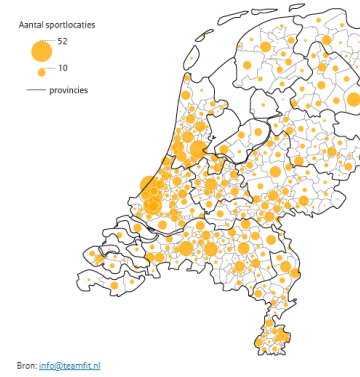 Aantal sportlocaties
52
10
provincies
Bron: info@teamfit.nl